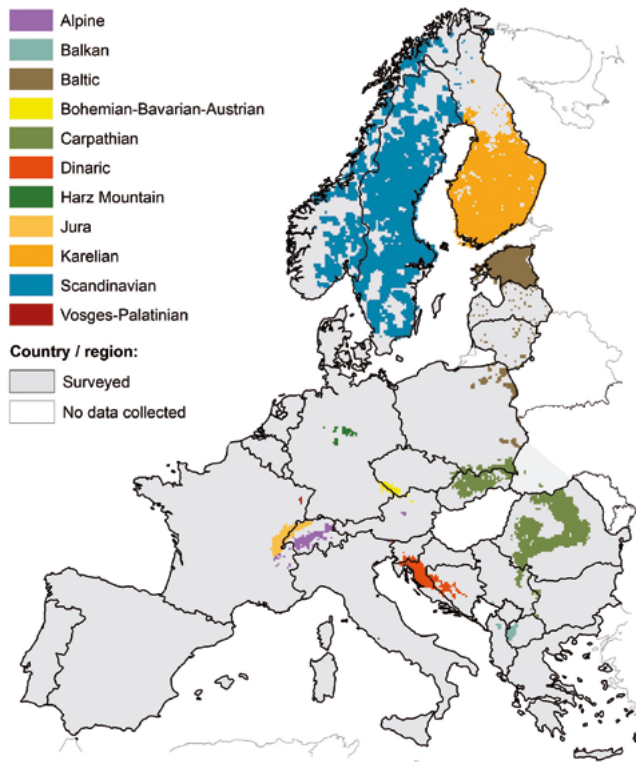 Alpine
Balkan
Baltic
Bohemian-Bavarian-Austrian
Carpathian
Dinaric
Harz Mountain
Jura
Karelian
Scandinavian
Vosges-Palatinian
Country / region:
Surveyed
No data collected